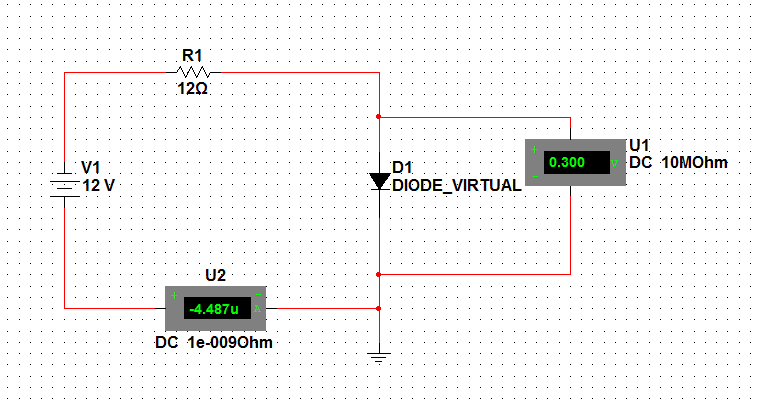 R1
12Ω
V1
12 V
D1
DIODE_VIRTUAL
U1
DC 10MOhm
+
0.300
V
-
U2
+
-
-4.487u
A
DC 1e-009Ohm